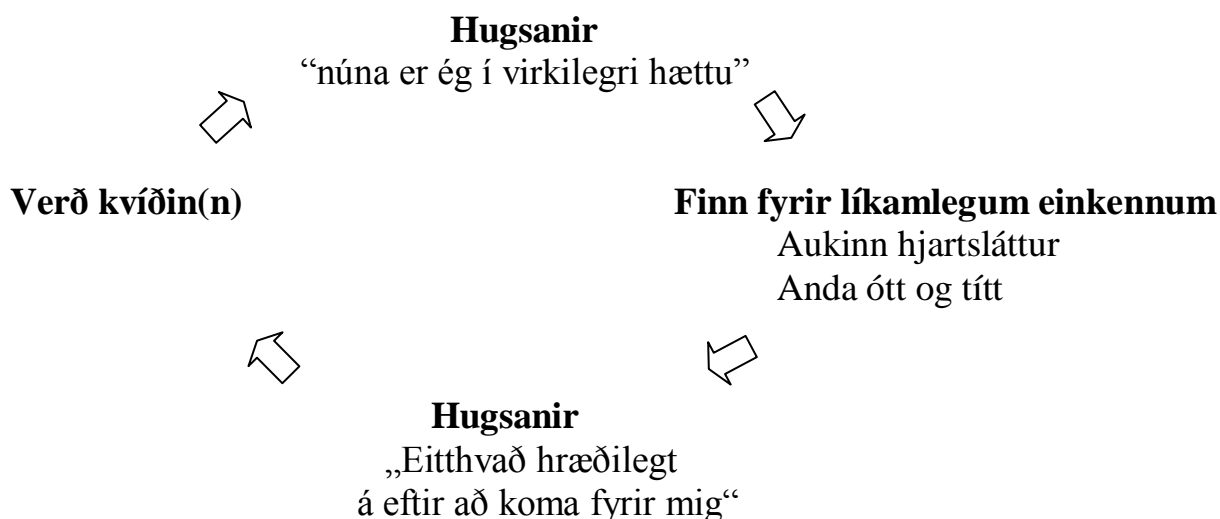 Hugsanir
“núna er ég í virkilegri hættu”
Verð kvíðin(n)
Finn fyrir líkamlegum einkennum
Aukinn hjartsláttur
Anda ótt og títt
Hugsanir
„Eitthvað hræðilegt
á eftir að koma fyrir mig“